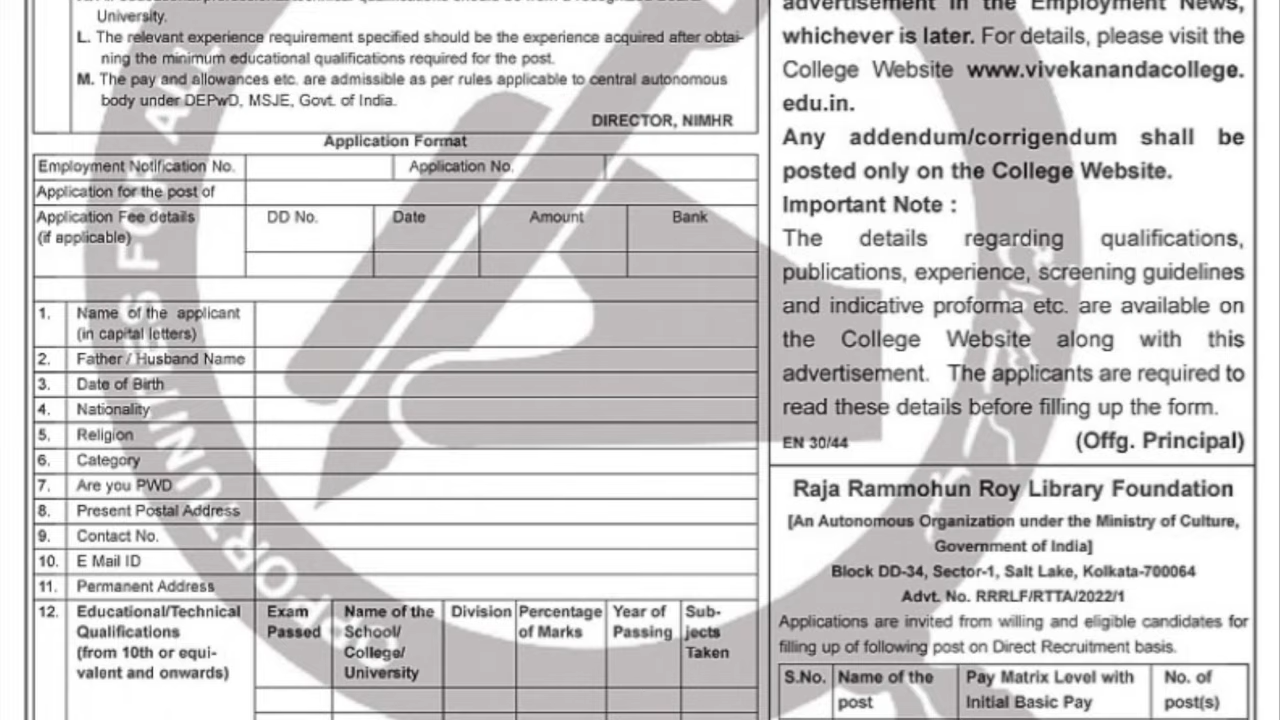 University.
L. The relevant experience requirement specified should be the experience acquired after obtai-
ning the minimum educational qualifications required for the post.
M. The pay and allowances etc. are admissible as per rules applicable to central autonomous
body under DEPwD, MSJE, Govt. of India.
DIRECTOR, NIMHR
Application Format
Employment Notification No. Application No.
Application for the post of
Application Fee details DD No. Date Amount Bank
(if applicable)
1. Name of the applicant
(in capital letters)
2. Father / Husband Name
3. Date of Birth
4. Nationality
5. Religion
6. Category
7. Are you PWD
8. Present Postal Address
9. Contact No.
10. E Mail ID
11. Permanent Address
12. Educational/Technical Exam Name of the Division Percentage Year of Sub-
Qualifications Passed School/ of Marks Passing jects
(from 10th or equi- College/ Taken
valent and onwards) University
advertisement in the Employment News,
whichever is later. For details, please visit the
College Website www.vivekanandacollege.
edu.in.
Any addendum/corrigendum shall be
posted only on the College Website.
Important Note :
The details regarding qualifications,
publications, experience, screening guidelines
and indicative proforma etc. are available on
the College Website along with this
advertisement. The applicants are required to
read these details before filling up the form.
EN 30/44 (Offg. Principal)
Raja Rammohun Roy Library Foundation
[An Autonomous Organization under the Ministry of Culture,
Government of India]
Block DD-34, Sector-1, Salt Lake, Kolkata-700064
Advt. No. RRRLF/RTTA/2022/1
Applications are invited from willing and eligible candidates for
filling up of following post on Direct Recruitment basis.
S.No. Name of the Pay Matrix Level with No. of
post Initial Basic Pay post(s)